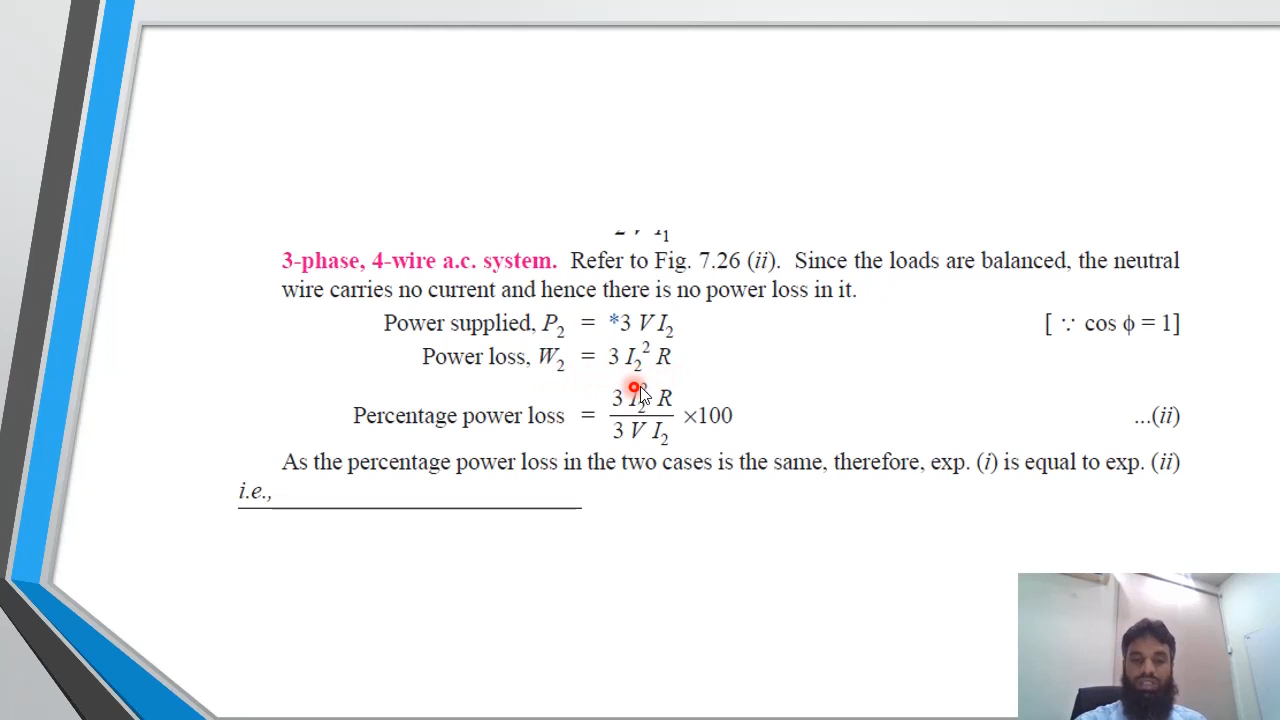 2 V I₁
3-phase, 4-wire a.c. system. Refer to Fig. 7.26 (ii). Since the loads are balanced, the neutral
wire carries no current and hence there is no power loss in it.
Power supplied, P₂ = *3 V I₂ [ ∵ cos ϕ = 1]
Power loss, W₂ = 3 I₂² R
3 I₂² R
Percentage power loss = ×100 ...(ii)
3 V I₂
As the percentage power loss in the two cases is the same, therefore, exp. (i) is equal to exp. (ii)
i.e.,